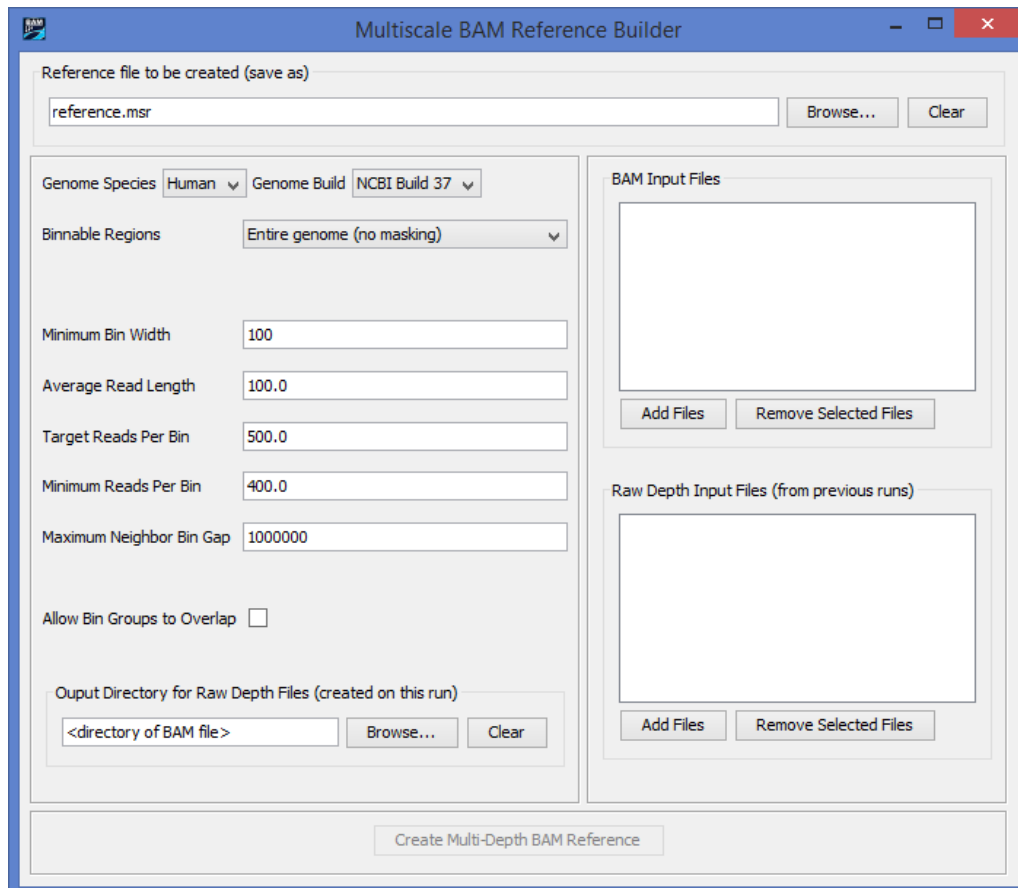 BAM
Multiscale BAM Reference Builder
Reference file to be created (save as)
reference.msr
Browse...
Clear
Genome Species Human Genome Build NCBI Build 37
Binnable Regions Entire genome (no masking)
Minimum Bin Width 100
Average Read Length 100.0
Target Reads Per Bin 500.0
Minimum Reads Per Bin 400.0
Maximum Neighbor Bin Gap 1000000
Allow Bin Groups to Overlap
Ouput Directory for Raw Depth Files (created on this run)
<directory of BAM file> Browse... Clear
BAM Input Files
Add Files Remove Selected Files
Raw Depth Input Files (from previous runs)
Add Files Remove Selected Files
Create Multi-Depth BAM Reference